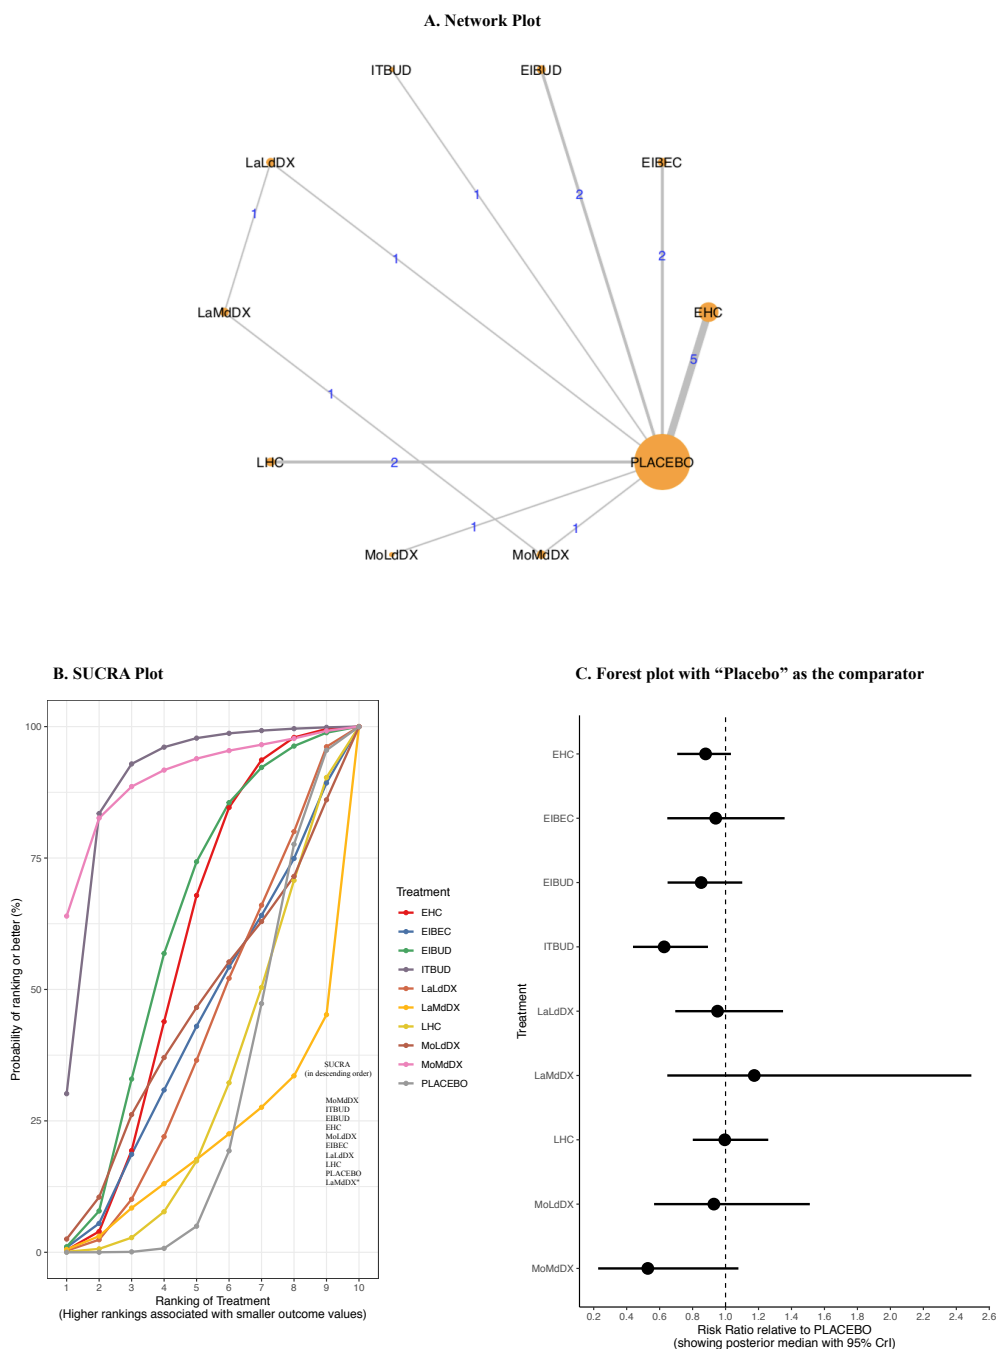 A. Network Plot
ITBUD
EIBUD
LaLdDX
EIBEC
1
2
1
1
2
LaMdDX
EHC
5
1
LHC
2
PLACEBO
1
1
MoLdDX
MoMdDX
B. SUCRA Plot
Probability of ranking or better (%)
100
75
50
25
0
1 2 3 4 5 6 7 8 9 10
Ranking of Treatment
(Higher rankings associated with smaller outcome values)
SUCRA
(in descending order)
MoMdDX
ITBUD
EIBUD
EHC
MoLdDX
EIBEC
LaLdDX
LHC
PLACEBO
LaMdDX"
Treatment
EHC
EIBEC
EIBUD
ITBUD
LaLdDX
LaMdDX
LHC
MoLdDX
MoMdDX
PLACEBO
C. Forest plot with “Placebo” as the comparator
Treatment
EHC
EIBEC
EIBUD
ITBUD
LaLdDX
LaMdDX
LHC
MoLdDX
MoMdDX
0.2 0.4 0.6 0.8 1.0 1.2 1.4 1.6 1.8 2.0 2.2 2.4 2.6
Risk Ratio relative to PLACEBO
(showing posterior median with 95% CrI)